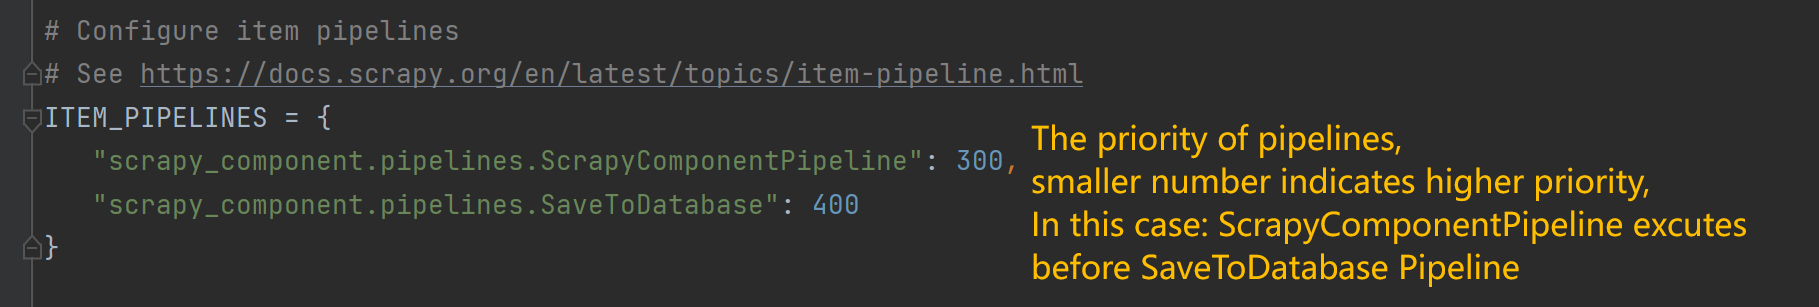 # Configure item pipelines
# See https://docs.scrapy.org/en/latest/topics/item-pipeline.html
ITEM_PIPELINES = {
"scrapy_component.pipelines.ScrapyComponentPipeline": 300,
"scrapy_component.pipelines.SaveToDatabase": 400
}
The priority of pipelines,
smaller number indicates higher priority,
In this case: ScrapyComponentPipeline excutes
before SaveToDatabase Pipeline